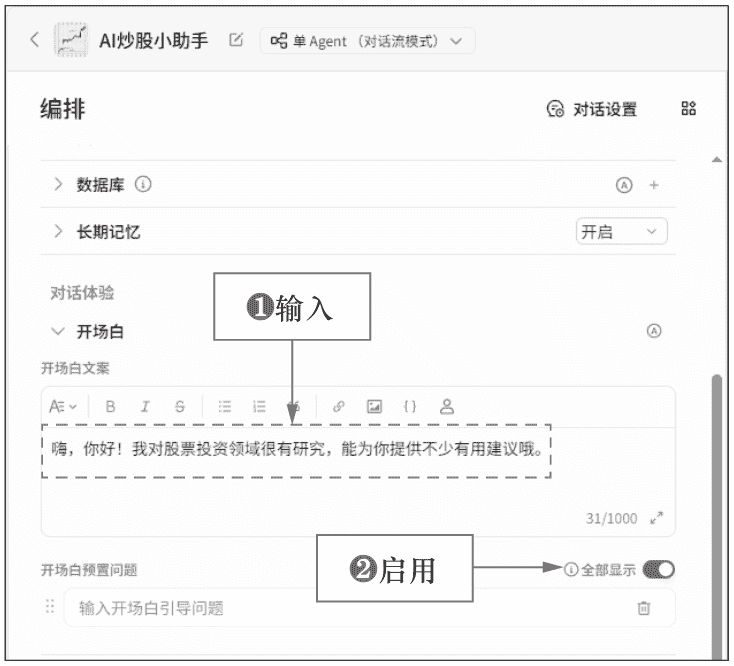 AI炒股小助手 单 Agent （对话流模式）
编排 对话设置
数据库
长期记忆 开启
对话体验
❶输入
开场白
开场白文案
B I S
嗨，你好！我对股票投资领域很有研究，能为你提供不少有用建议哦。
31/1000
❷启用
开场白预置问题 全部显示
输入开场白引导问题